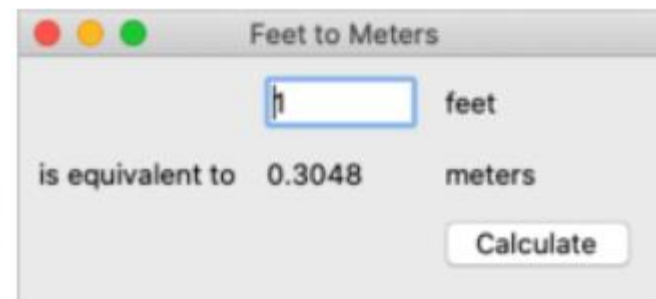 Feet to Meters
1 feet
is equivalent to 0.3048 meters
Calculate